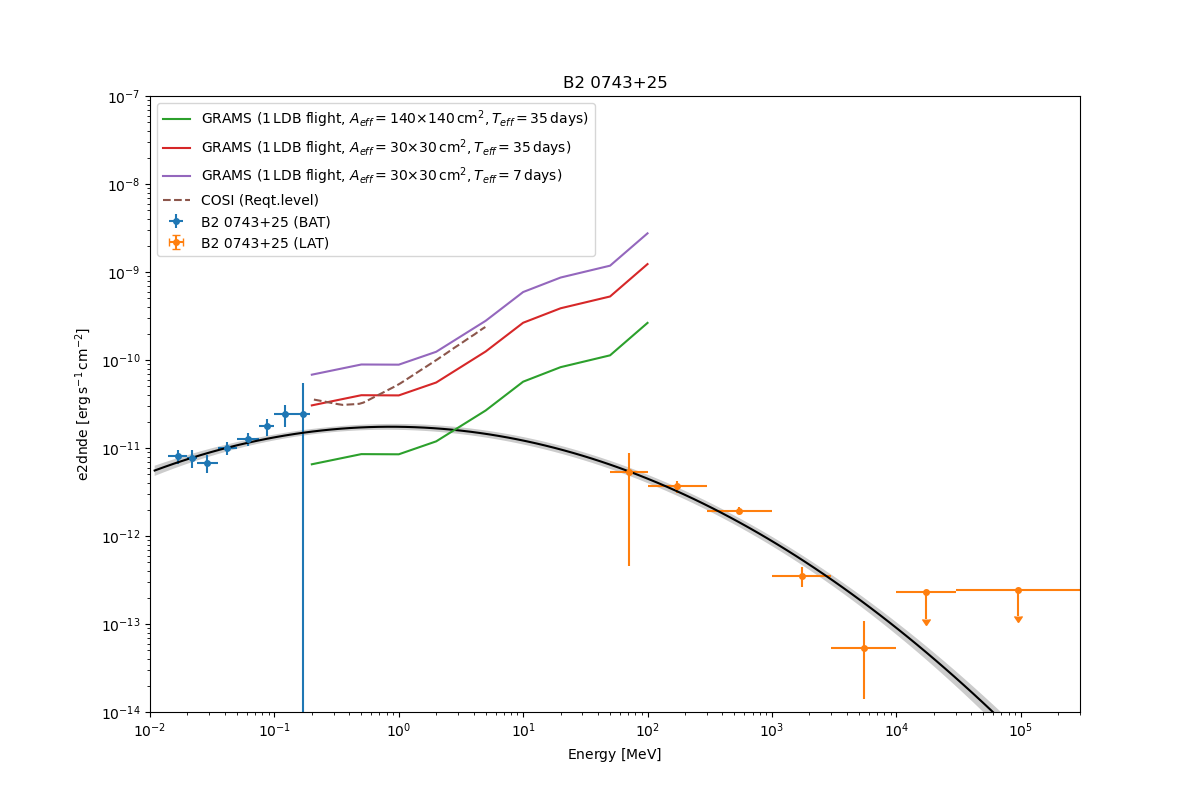 B2 0743+25
GRAMS (1 LDB flight, A_eff = 140×140 cm², T_eff = 35 days)
GRAMS (1 LDB flight, A_eff = 30×30 cm², T_eff = 35 days)
GRAMS (1 LDB flight, A_eff = 30×30 cm², T_eff = 7 days)
COSI (Reqt.level)
B2 0743+25 (BAT)
B2 0743+25 (LAT)
10⁻⁷
10⁻⁸
10⁻⁹
10⁻¹⁰
10⁻¹¹
10⁻¹²
10⁻¹³
10⁻¹⁴
e2dnde [erg s⁻¹ cm⁻²]
10⁻² 10⁻¹ 10⁰ 10¹ 10² 10³ 10⁴ 10⁵
Energy [MeV]